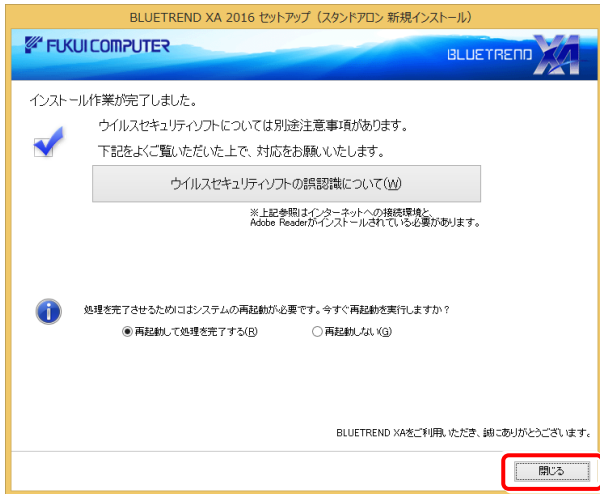 BLUETREND XA 2016 セットアップ（スタンドアロン 新規インストール）
FUKUI COMPUTER
BLUETREND XA
インストール作業が完了しました。
ウイルスセキュリティソフトについては別途注意事項があります。
下記をよくご覧いただいた上で、対応をお願いいたします。
ウイルスセキュリティソフトの誤認識について(W)
※上記参照はインターネットへの接続環境と、
Adobe Readerがインストールされている必要があります。
処理を完了させるためにはシステムの再起動が必要です。今すぐ再起動を実行しますか？
再起動して処理を完了する(R)
再起動しない(G)
BLUETREND XAをご利用いただき、誠にありがとうございます。
閉じる